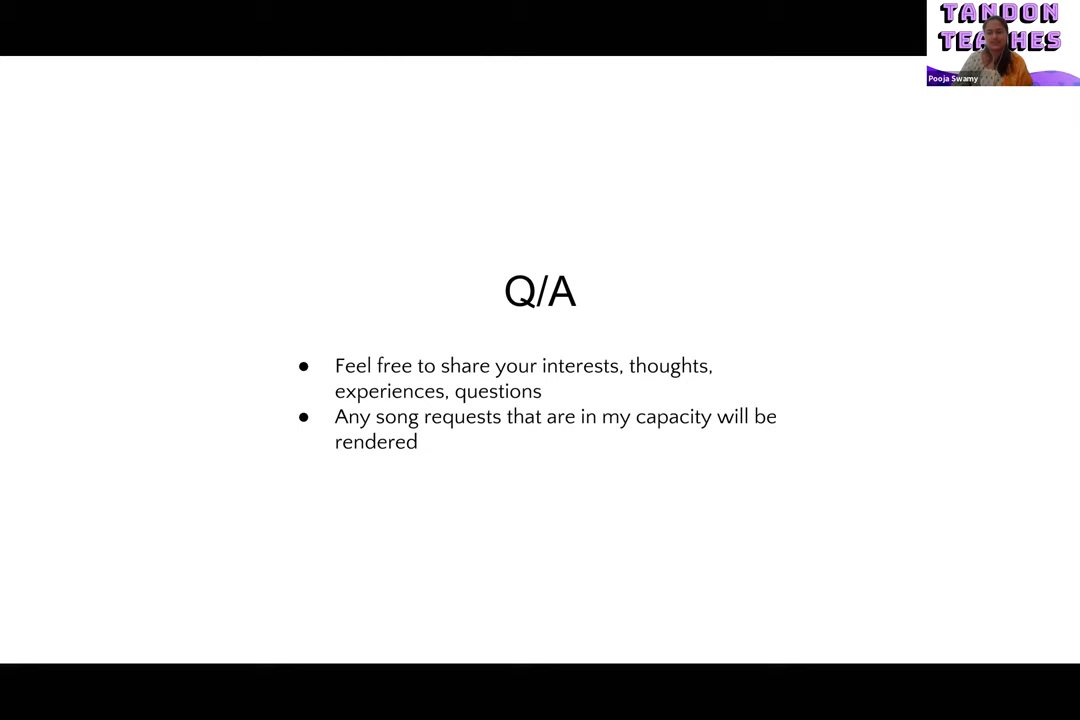 TANDON
TEACHES
Pooja Swamy
Q/A
● Feel free to share your interests, thoughts,
experiences, questions
● Any song requests that are in my capacity will be
rendered